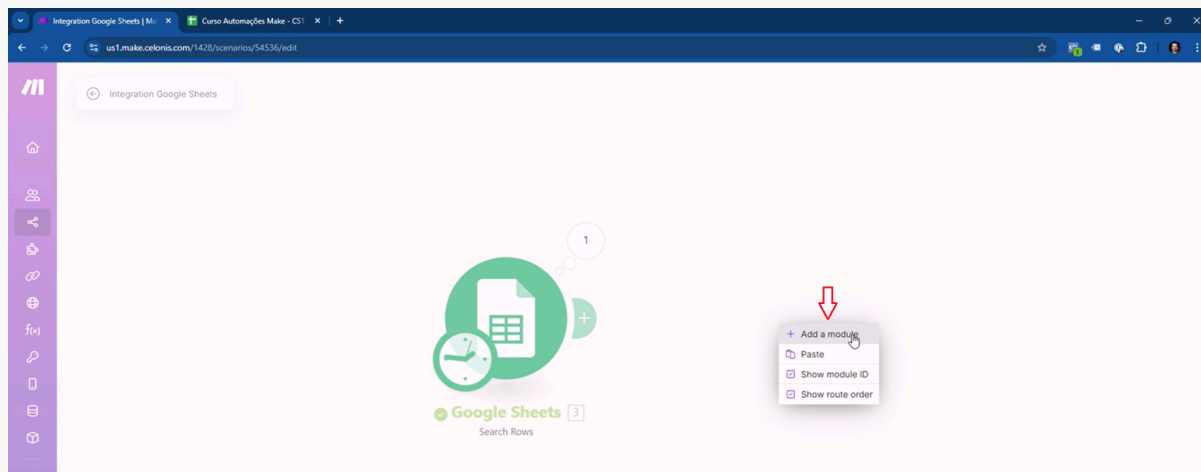 Integration Google Sheets | Ma
Curso Automações Make - CST
us1.make.celonis.com/1428/scenarios/54536/edit
Integration Google Sheets
1
Add a module
Paste
Show module ID
Show route order
Google Sheets 3
Search Rows
f(x)
1